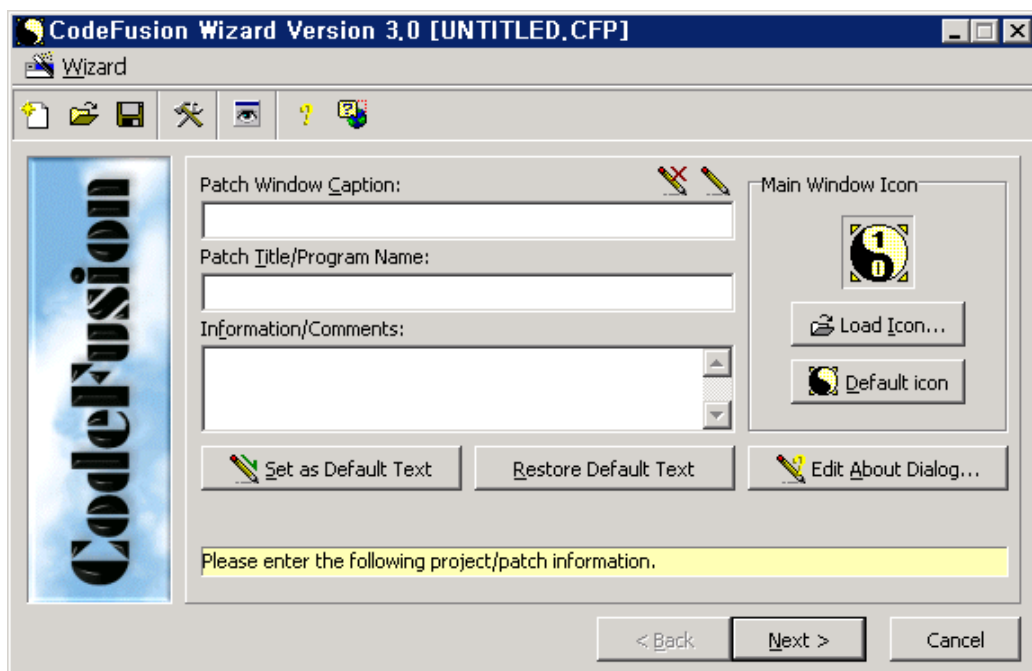 CodeFusion Wizard Version 3.0 [UNTITLED.CFP]
Wizard
CodeFusion
Patch Window Caption:
Main Window Icon
1
0
Patch Title/Program Name:
Load Icon...
Information/Comments:
Default icon
Set as Default Text
Restore Default Text
Edit About Dialog...
Please enter the following project/patch information.
< Back
Next >
Cancel